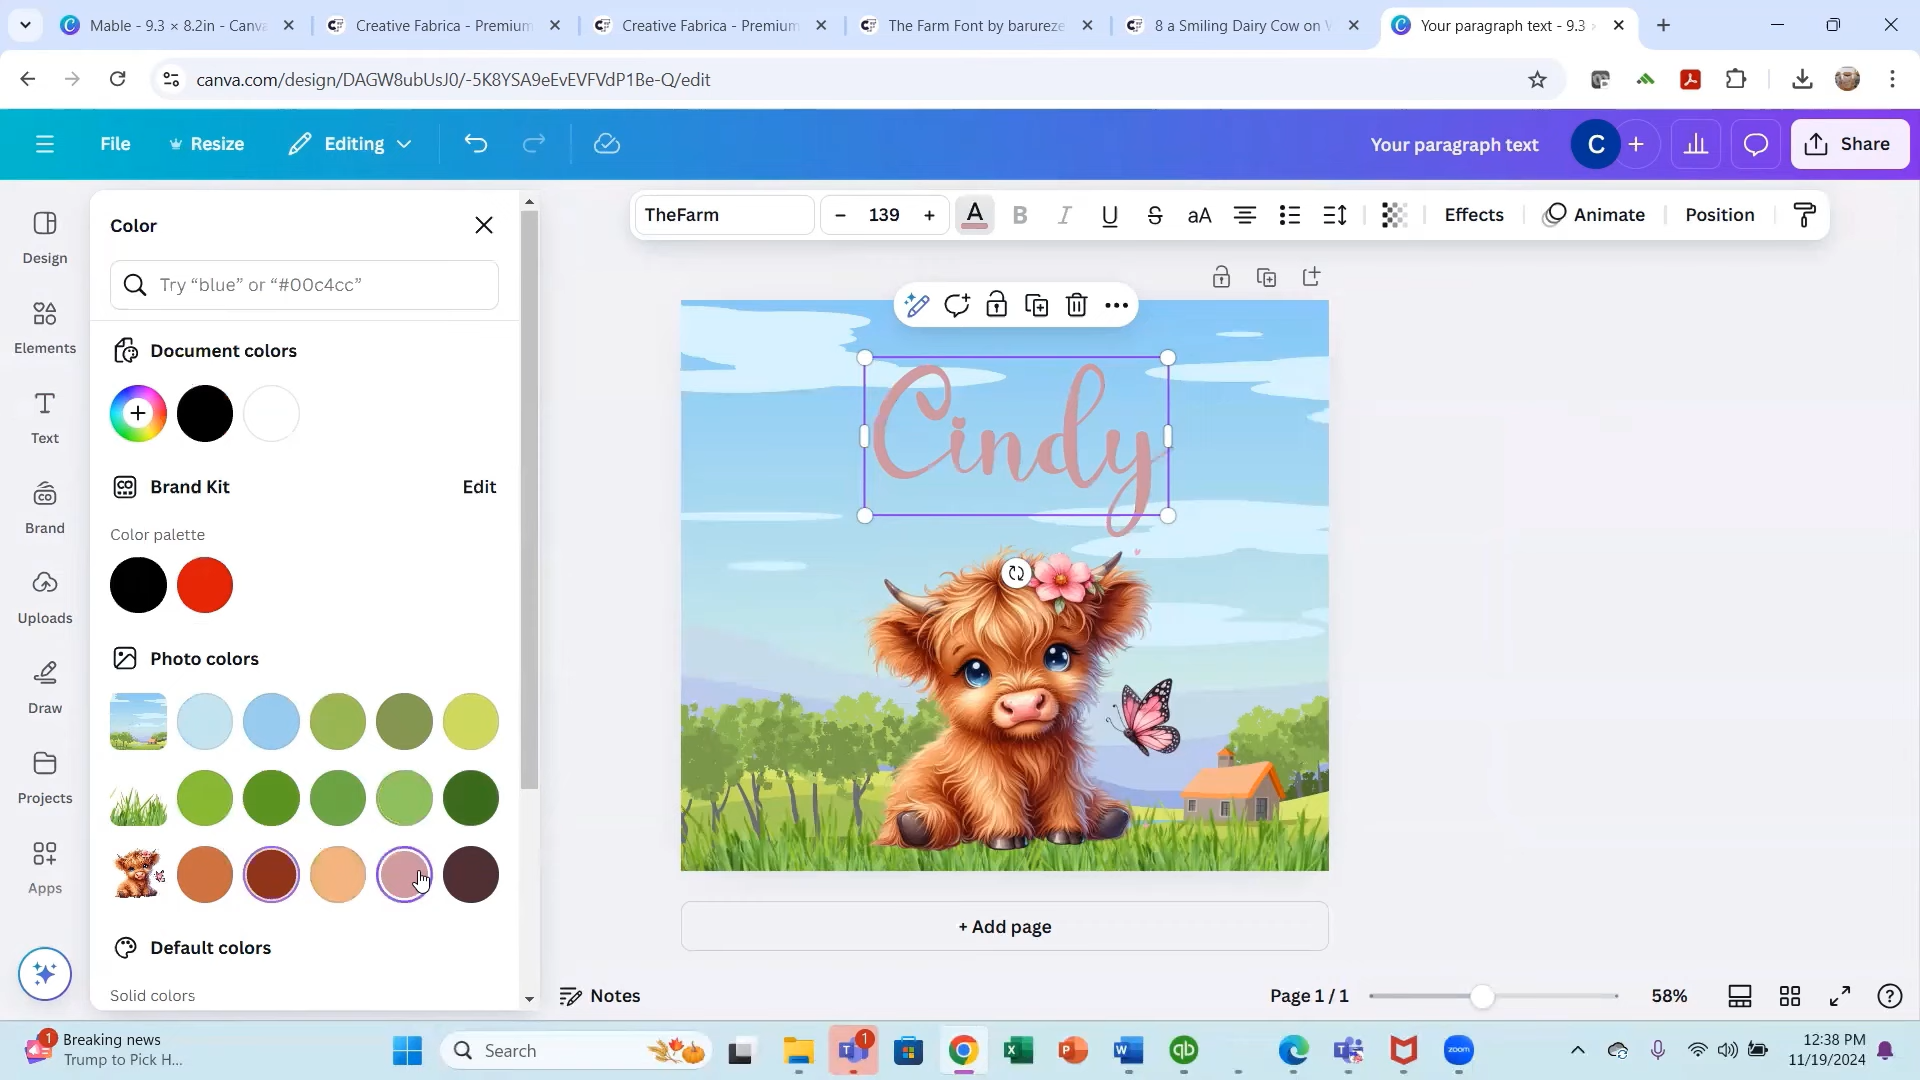 Mable - 9.3 × 8.2in - Canva
Creative Fabrica - Premium
Creative Fabrica - Premium
The Farm Font by bareze
8 a Smiling Dairy Cow on W
Your paragraph text - 9.3
canva.com/design/DAGW8ubUsJ0/-5K8YSA9eEvEVFVdP1Be-Q/edit
File
Resize
Editing
Your paragraph text
C
Share
Design
Elements
Text
Brand
Uploads
Draw
Projects
Apps
Color
Try “blue” or “#00c4cc”
Document colors
Brand Kit
Edit
Color palette
Photo colors
Default colors
Solid colors
TheFarm
139
A
B
I
U
S
aA
Effects
Animate
Position
Cindy
+ Add page
Notes
Page 1 / 1
58%
1
Breaking news
Trump to Pick H...
Search
1
12:38 PM
11/19/2024